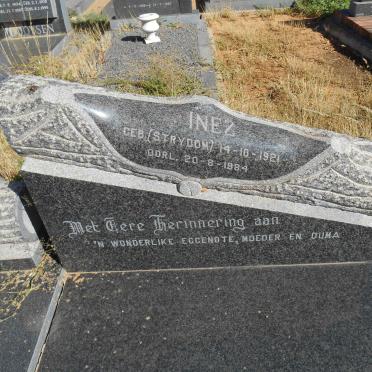 INEZ
GEB. (STRYDOM) 14-10-1921
OORL. 20-8-1984
Met Tere Herinnering aan
'N WONDERLIKE EGGENOTE, MOEDER EN OUMA